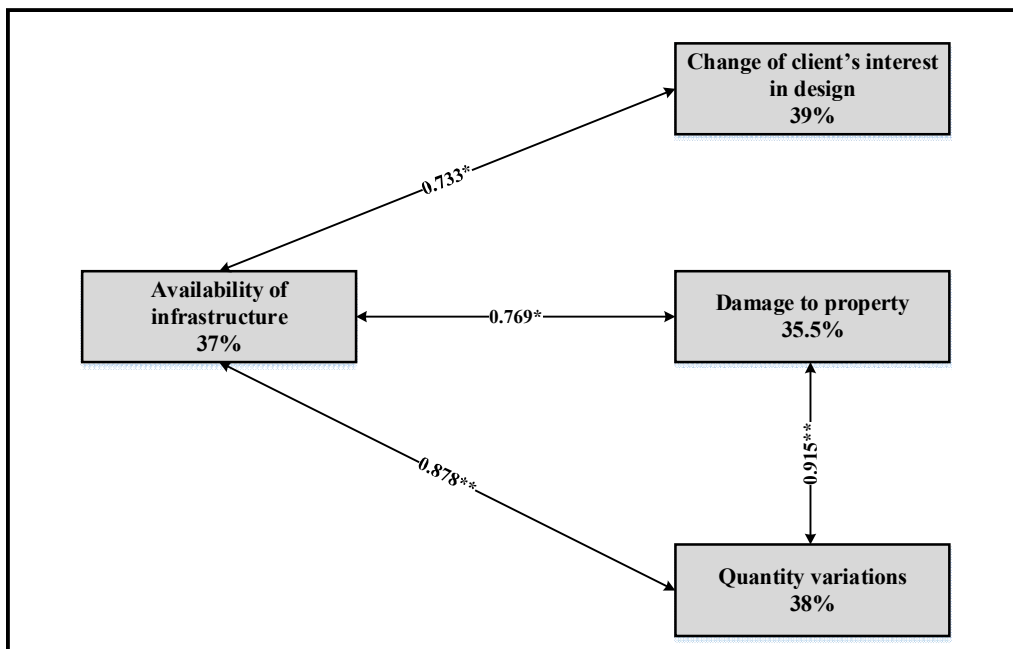 Change of client’s interest
in design
39%
0.733*
Availability of
infrastructure
37%
0.769*
Damage to property
35.5%
0.878**
0.915**
Quantity variations
38%